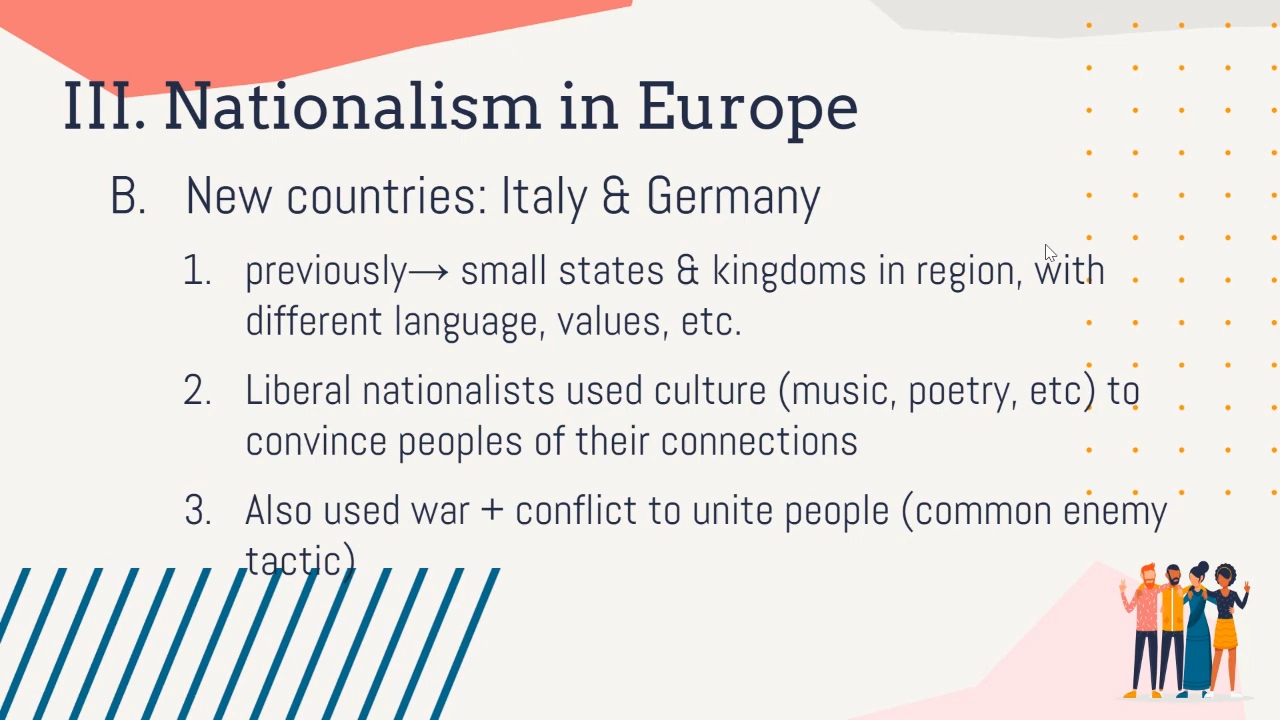 III. Nationalism in Europe
B. New countries: Italy & Germany
1. previously→ small states & kingdoms in region, with
different language, values, etc.
2. Liberal nationalists used culture (music, poetry, etc) to
convince peoples of their connections
3. Also used war + conflict to unite people (common enemy
tactic)